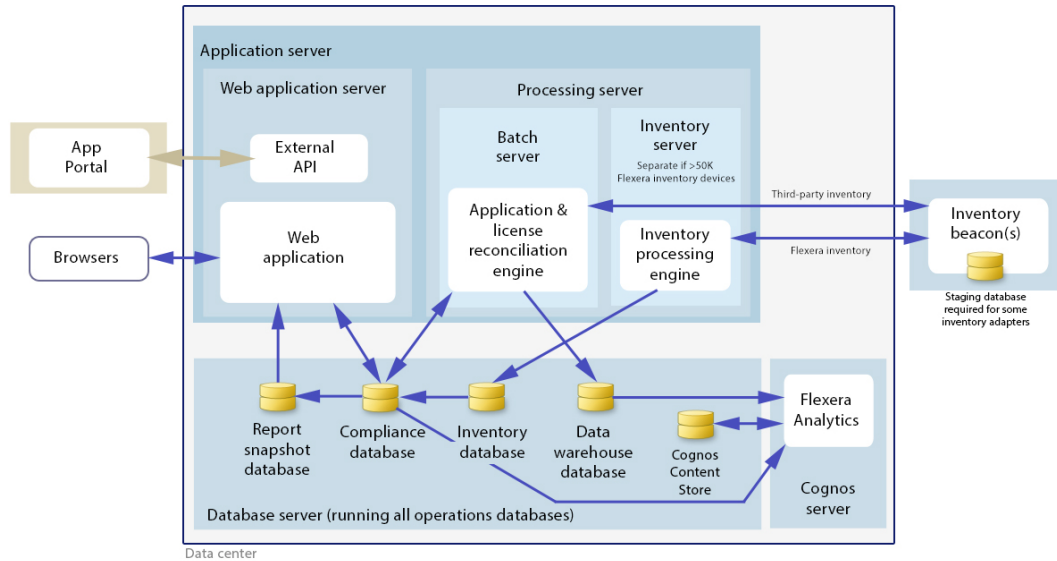 Application server
Web application server
Processing server
App
Portal
External
API
Batch
server
Inventory
server
Separate if >50K
Flexera inventory devices
Third-party inventory
Application &
license
reconciliation
engine
Inventory
processing
engine
Flexera inventory
Inventory
beacon(s)
Browsers
Web
application
Staging database
required for some
inventory adapters
Report
snapshot
database
Compliance
database
Inventory
database
Data
warehouse
database
Cognos
Content
Store
Flexera
Analytics
Cognos
server
Database server (running all operations databases)
Data center